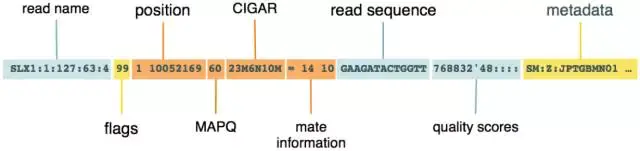 read name
position
CIGAR
read sequence
metadata
SLX1:1:127:63:4 99 1 10052169 60 23M6N10M = 14 10 GAAGATACTGGTT 768832'48:::: SM:Z:JPTGBMN01 ...
flags
MAPQ
mate
information
quality scores